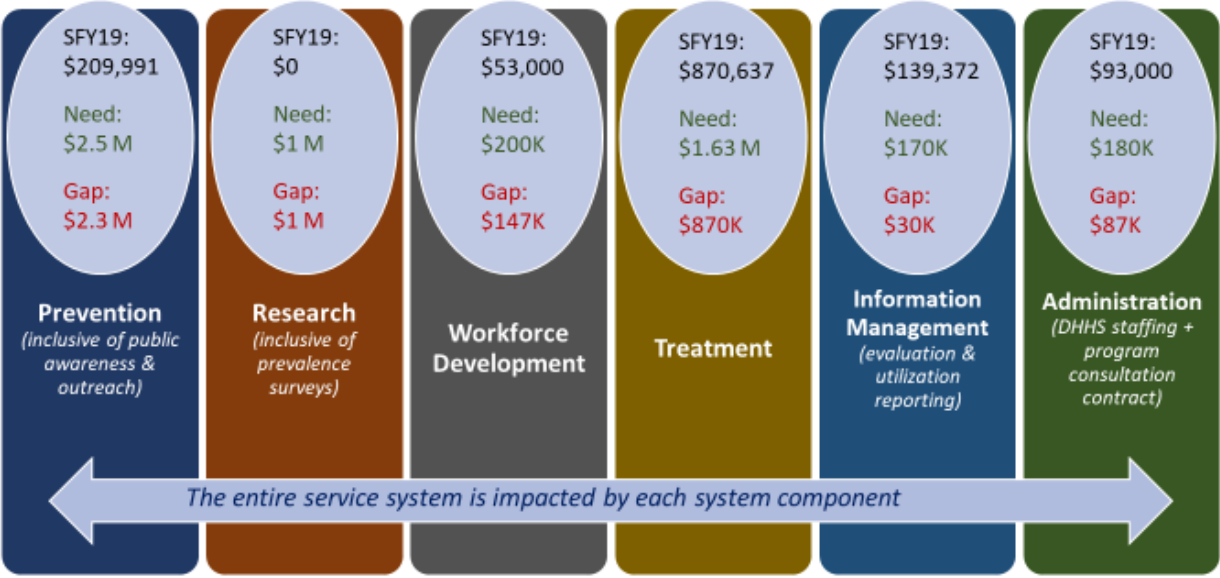 SFY19:
$209,991
Need:
$2.5 M
Gap:
$2.3 M
Prevention
(inclusive of public
awareness &
outreach)
SFY19:
$0
Need:
$1 M
Gap:
$1 M
Research
(inclusive of
prevalence
surveys)
SFY19:
$53,000
Need:
$200K
Gap:
$147K
Workforce
Development
SFY19:
$870,637
Need:
$1.63 M
Gap:
$870K
Treatment
SFY19:
$139,372
Need:
$170K
Gap:
$30K
Information
Management
(evaluation &
utilization
reporting)
SFY19:
$93,000
Need:
$180K
Gap:
$87K
Administration
(DHHS staffing +
program
consultation
contract)
The entire service system is impacted by each system component